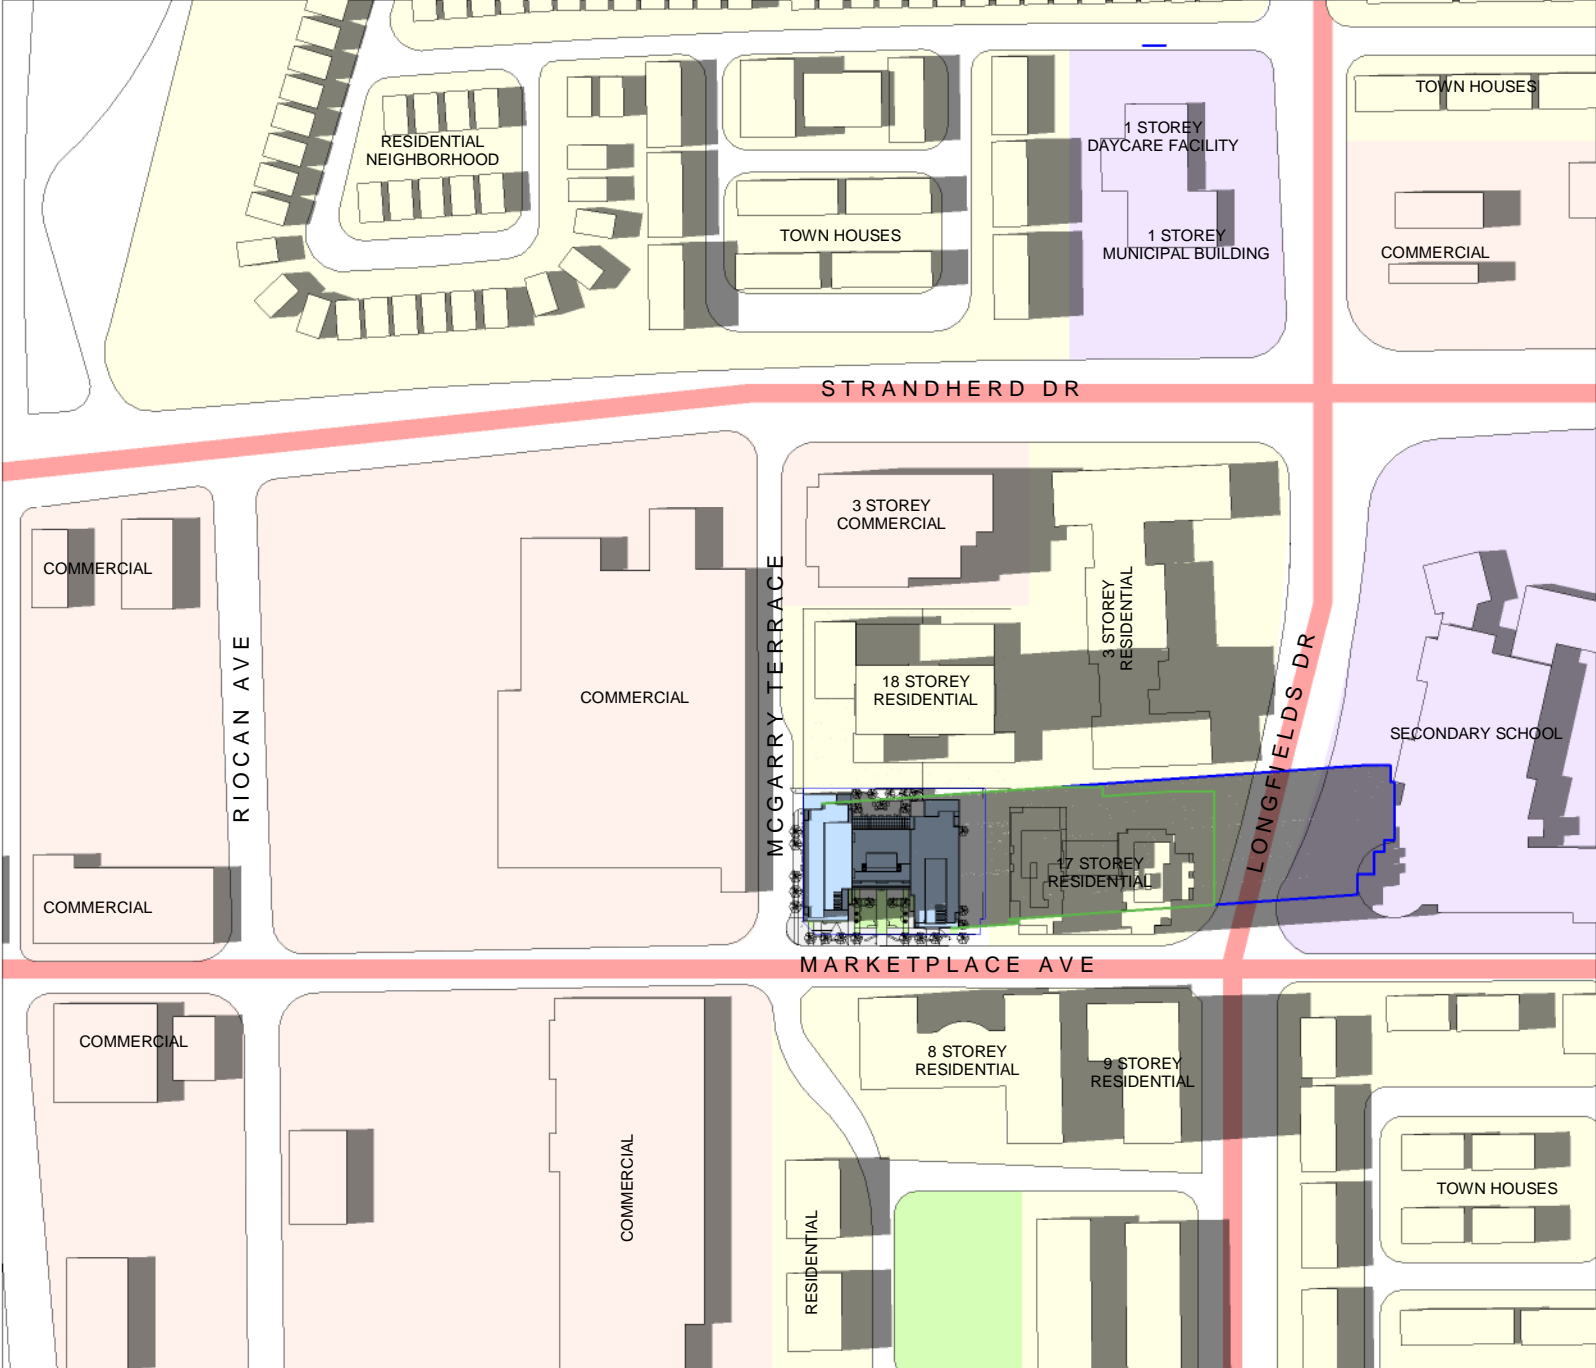 TOWN HOUSES
1 STOREY
DAYCARE FACILITY
RESIDENTIAL
NEIGHBORHOOD
TOWN HOUSES
1 STOREY
MUNICIPAL BUILDING
COMMERCIAL
STRANDHERD DR
3 STOREY
COMMERCIAL
COMMERCIAL
MCGARRY TERRACE
3 STOREY
RESIDENTIAL
RIOCAN AVE
COMMERCIAL
18 STOREY
RESIDENTIAL
LONGFIELDS DR
SECONDARY SCHOOL
17 STOREY
RESIDENTIAL
COMMERCIAL
MARKETPLACE AVE
COMMERCIAL
8 STOREY
RESIDENTIAL
9 STOREY
RESIDENTIAL
COMMERCIAL
TOWN HOUSES
RESIDENTIAL